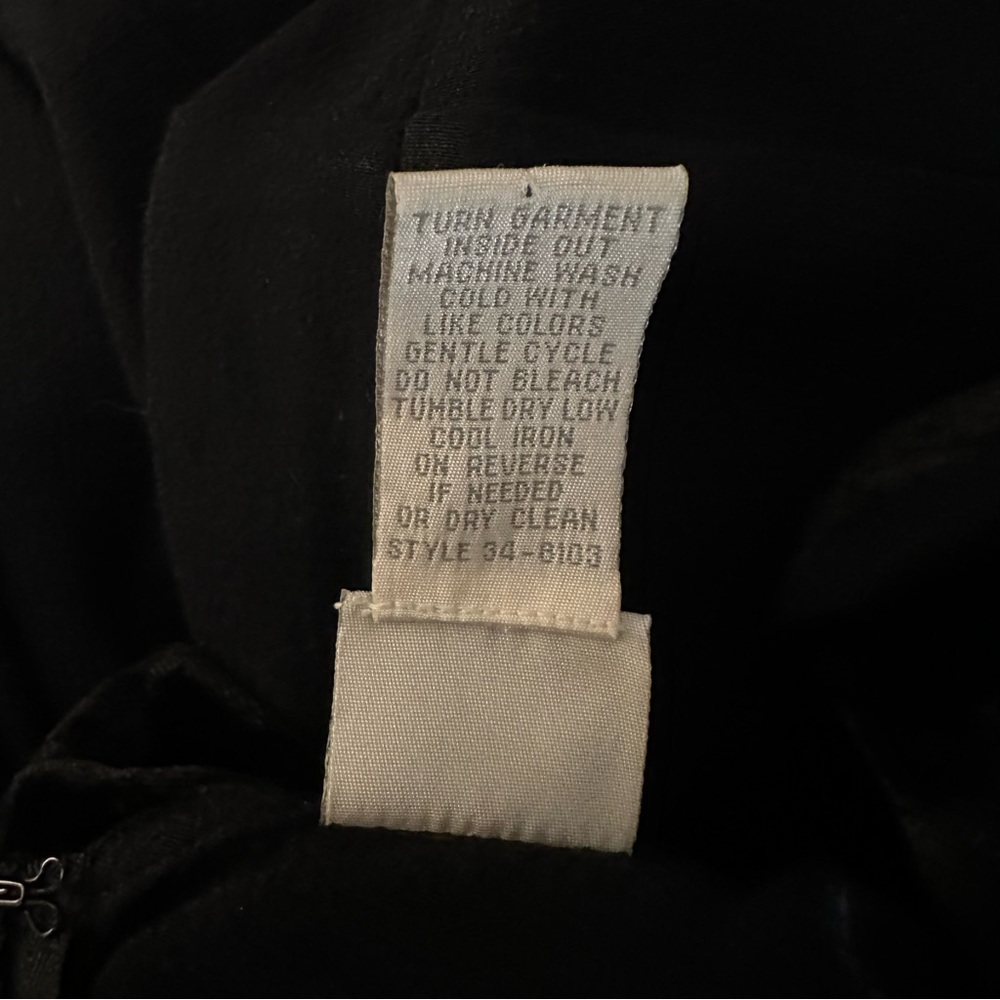 TURN GARMENT
INSIDE OUT
MACHINE WASH
COLD WITH
LIKE COLORS
GENTLE CYCLE
DO NOT BLEACH
TUMBLE DRY LOW
COOL IRON
ON REVERSE
IF NEEDED
OR DRY CLEAN
STYLE 34-8103